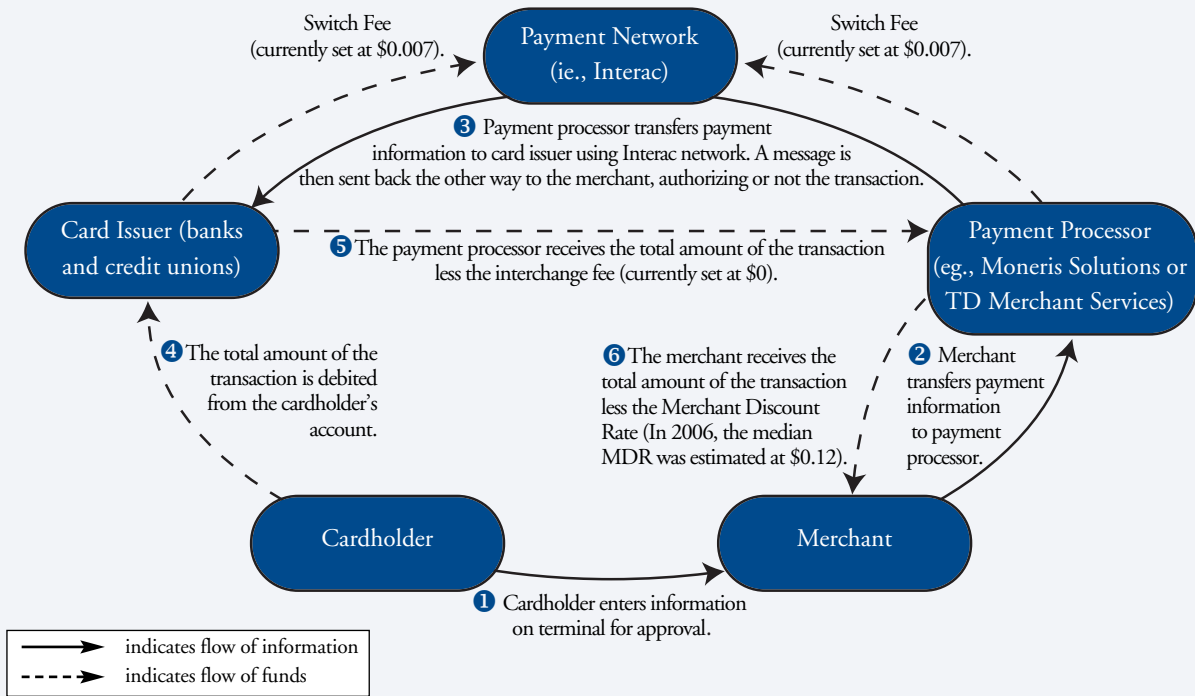 Switch Fee
(currently set at $0.007).
Payment Network
(ie., Interac)
Switch Fee
(currently set at $0.007).
❸ Payment processor transfers payment
information to card issuer using Interac network. A message is
then sent back the other way to the merchant, authorizing or not the transaction.
Card Issuer (banks
and credit unions)
❺ The payment processor receives the total amount of the transaction
less the interchange fee (currently set at $0).
Payment Processor
(eg., Moneris Solutions or
TD Merchant Services)
❹ The total amount of the
transaction is debited
from the cardholder's
account.
❻ The merchant receives the
total amount of the transaction
less the Merchant Discount
Rate (In 2006, the median
MDR was estimated at $0.12).
❷ Merchant
transfers payment
information
to payment
processor.
Cardholder
Merchant
❶ Cardholder enters information
on terminal for approval.
indicates flow of information
indicates flow of funds